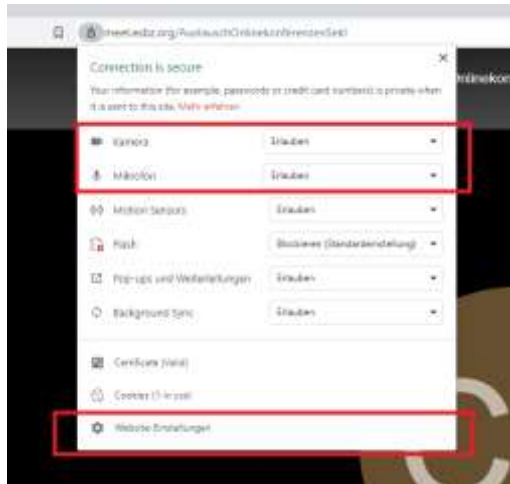 meet.edbz.org/AustauschOnlinekonferenzenSekI
Connection is secure
Your information (for example, passwords or credit card numbers) is private when
it is sent to this site. Mehr erfahren
Kamera Erlauben
Mikrofon Erlauben
Motion Sensors Erlauben
Flash Blockieren (Standardeinstellung)
Pop-ups und Weiterleitungen Erlauben
Background Sync Erlauben
Certificate (Valid)
Cookies (1 in use)
Website-Einstellungen
C